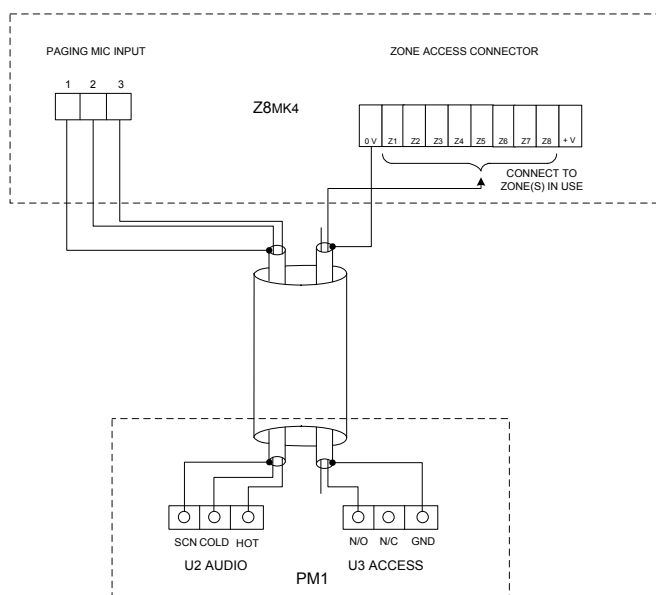 PAGING MIC INPUT
ZONE ACCESS CONNECTOR
1 2 3
Z8MK4
0 V Z1 Z2 Z3 Z4 Z5 Z6 Z7 Z8 + V
CONNECT TO
ZONE(S) IN USE
SCN COLD HOT
N/O N/C GND
U2 AUDIO
U3 ACCESS
PM1